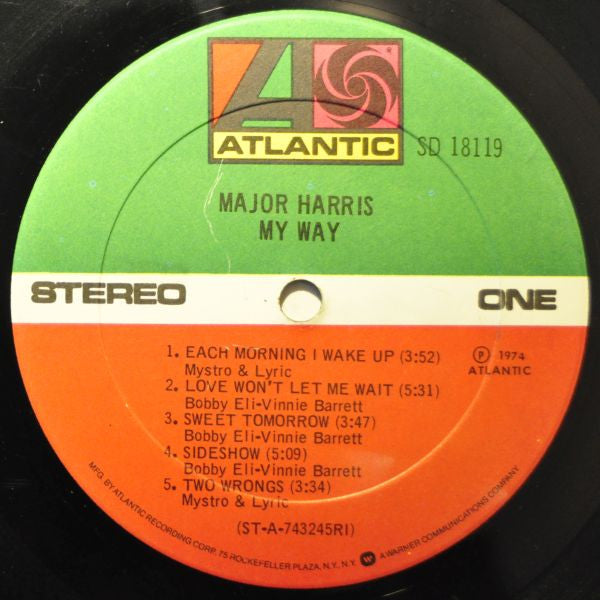 ATLANTIC
SD 18119
MAJOR HARRIS
MY WAY
STEREO
ONE
1. EACH MORNING I WAKE UP (3:52)
Mystro & Lyric
2. LOVE WON'T LET ME WAIT (5:31)
Bobby Eli-Vinnie Barrett
3. SWEET TOMORROW (3:47)
Bobby Eli-Vinnie Barrett
4. SIDESHOW (5:09)
Bobby Eli-Vinnie Barrett
5. TWO WRONGS (3:34)
Mystro & Lyric
℗ 1974
ATLANTIC
(ST-A-743245RI)
MFG. BY ATLANTIC RECORDING CORP. 75 ROCKEFELLER PLAZA, N.Y., N.Y. W A WARNER COMMUNICATIONS COMPANY